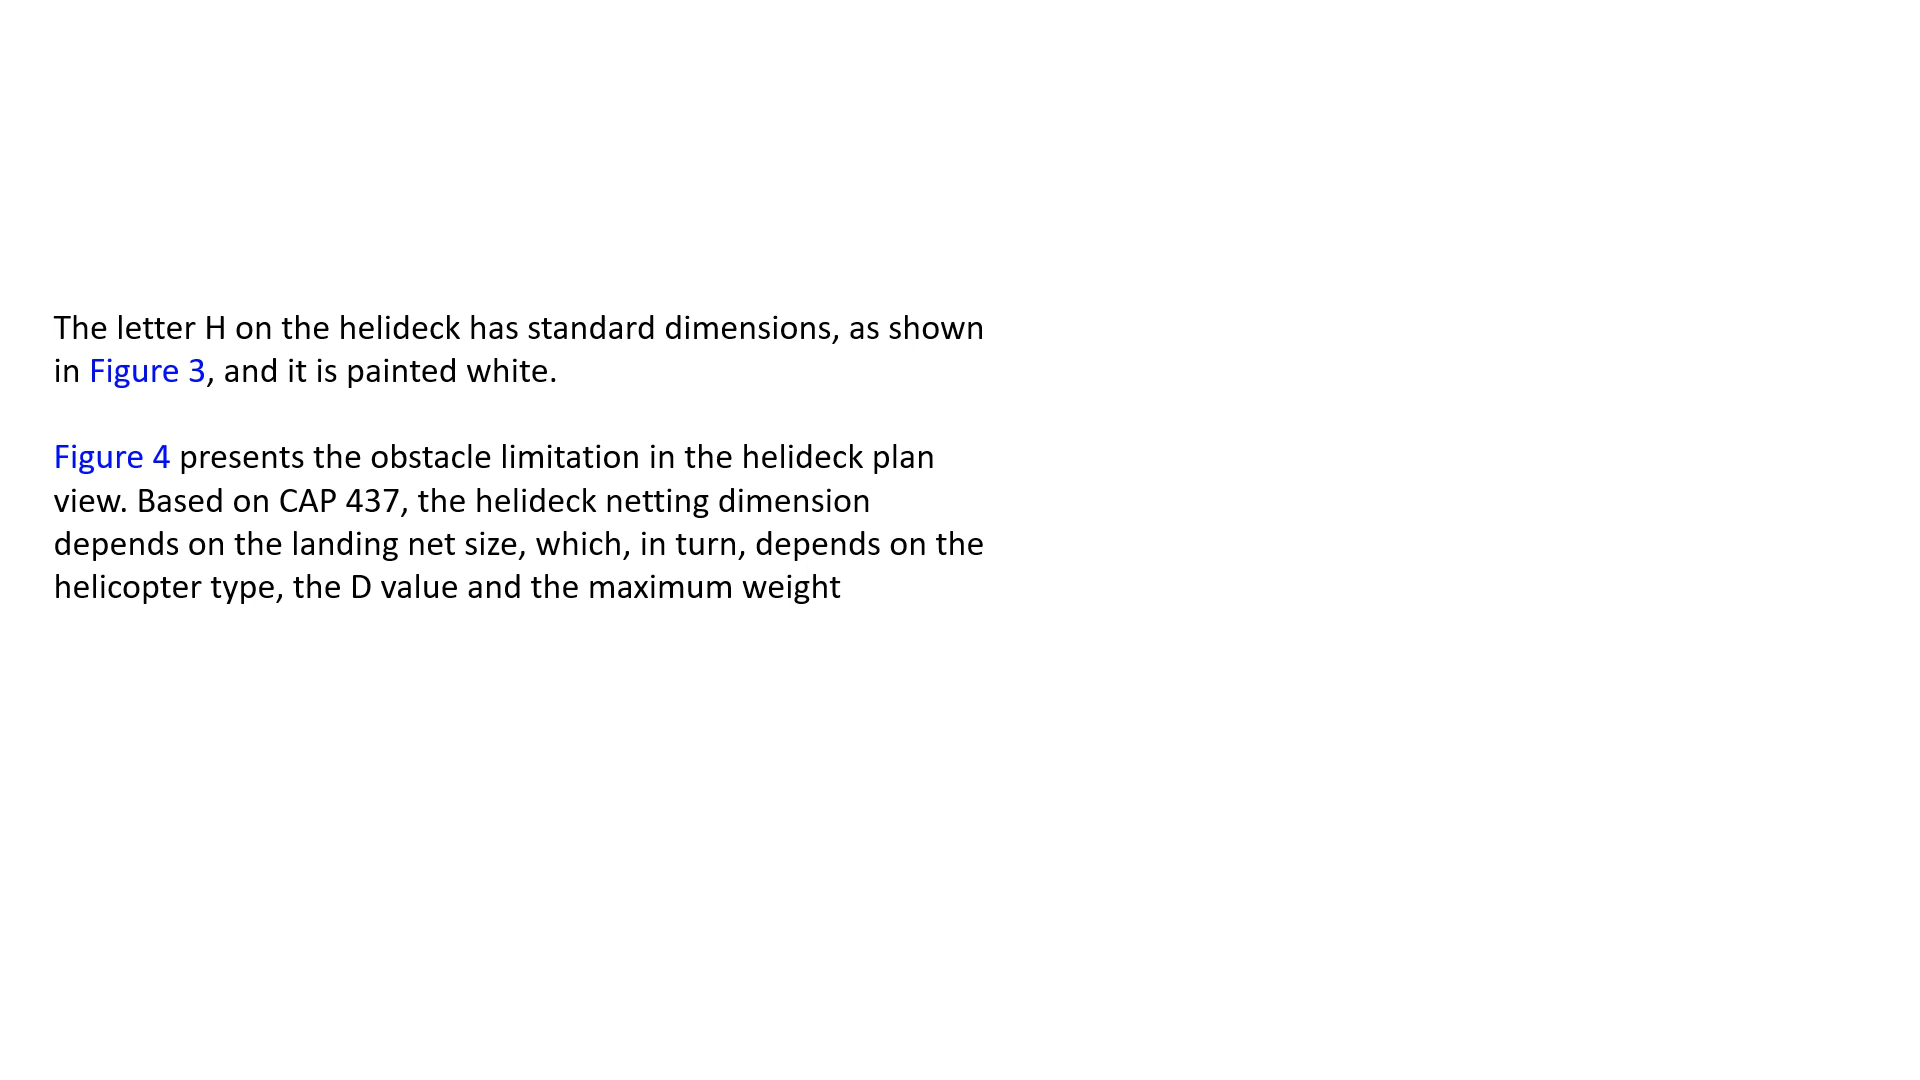 The letter H on the helideck has standard dimensions, as shown
in Figure 3, and it is painted white.
Figure 4 presents the obstacle limitation in the helideck plan
view. Based on CAP 437, the helideck netting dimension
depends on the landing net size, which, in turn, depends on the
helicopter type, the D value and the maximum weight